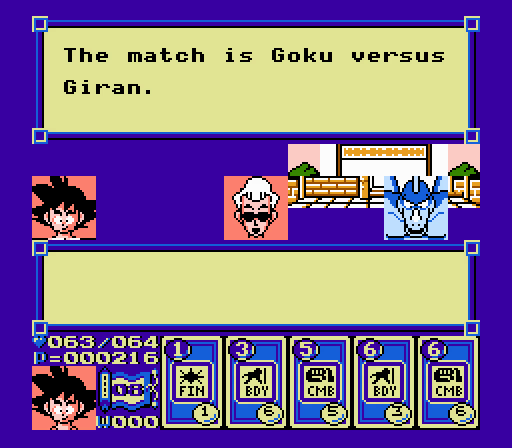 The match is Goku versus
Giran.
063/064
P=000216
08
W000
1 FIN 1
3 BDY 6
5 CMB 5
6 BDY 3
6 CMB 6